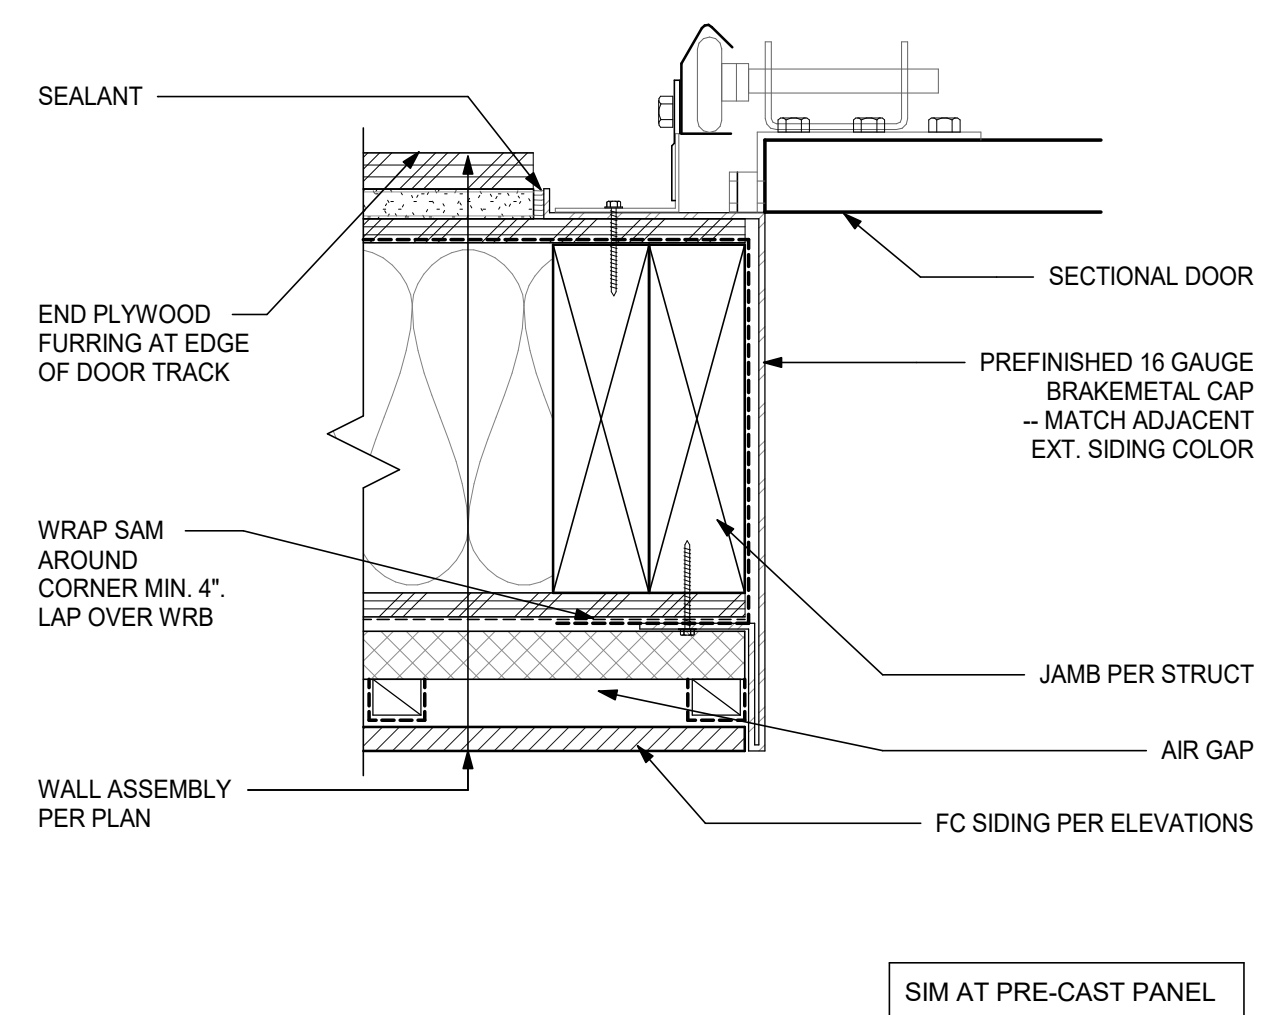 SEALANT
END PLYWOOD
FURRING AT EDGE
OF DOOR TRACK
WRAP SAM
AROUND
CORNER MIN. 4".
LAP OVER WRB
WALL ASSEMBLY
PER PLAN
SECTIONAL DOOR
PREFINISHED 16 GAUGE
BRAKEMETAL CAP
-- MATCH ADJACENT
EXT. SIDING COLOR
JAMB PER STRUCT
AIR GAP
FC SIDING PER ELEVATIONS
SIM AT PRE-CAST PANEL